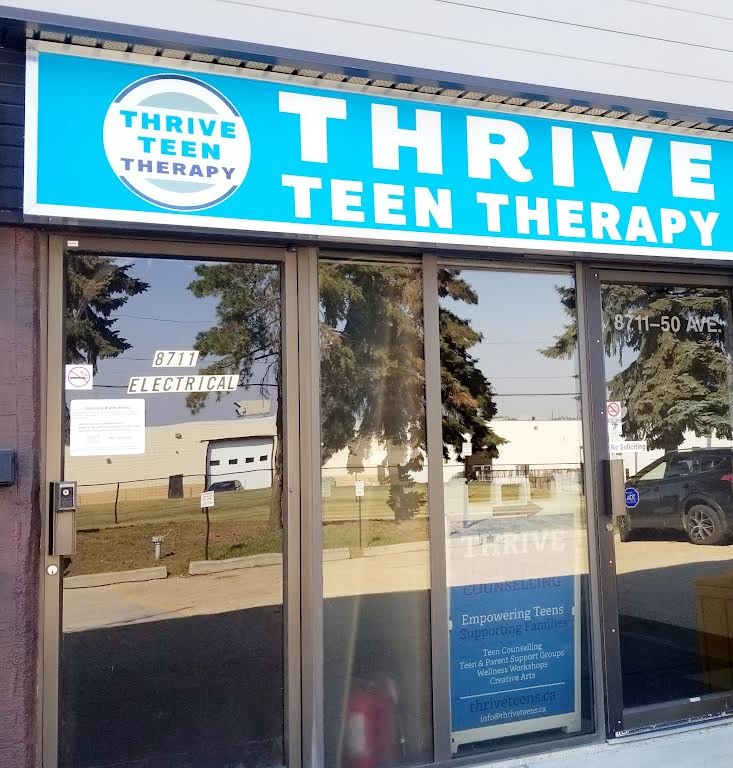 THRIVE
TEEN
THERAPY
THRIVE
TEEN THERAPY
8711
ELECTRICAL
8711-50 AVE.
No Soliciting
THRIVE
COUNSELLING
Empowering Teens
Supporting Families
Teen Counselling
Teen & Parent Support Groups
Wellness Workshops
Creative Arts
thriveteens.ca
info@thriveteens.ca